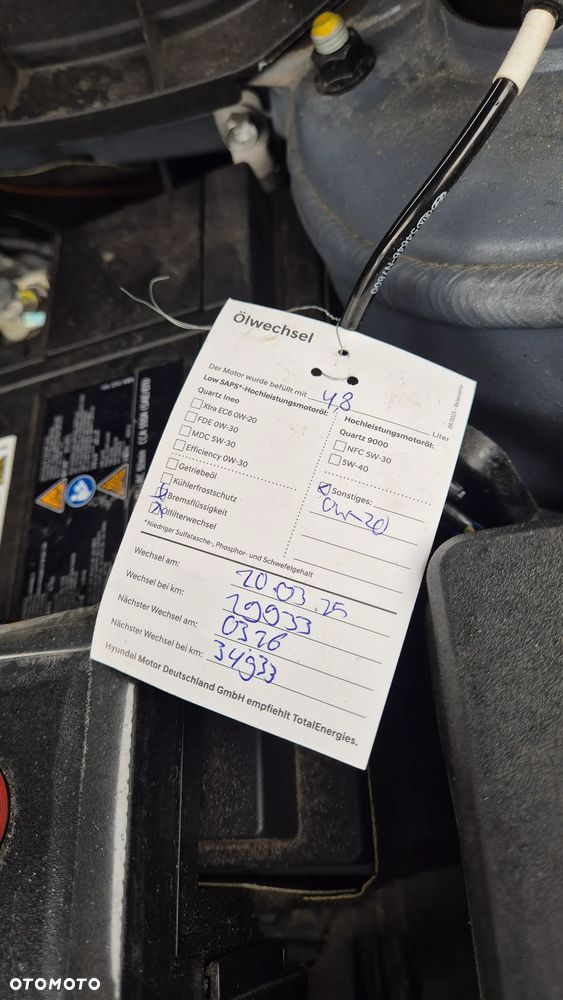 Ölwechsel
Der Motor wurde befüllt mit 4,8 Liter
Low SAPS*-Hochleistungsmotoröl:
Quartz Ineo
Xtra EC6 0W-20
FDE 0W-30
MDC 5W-30
Efficiency 0W-30
Getriebeöl
Kühlerfrostschutz
Bremsflüssigkeit
Ölfilterwechsel
Hochleistungsmotoröl:
Quartz 9000
NFC 5W-30
5W-40
Sonstiges:
0W-20
*Niedriger Sulfatasche-, Phosphor- und Schwefelgehalt
Wechsel am: 10.03.25
Wechsel bei km: 19933
Nächster Wechsel am: 03.26
Nächster Wechsel bei km: 34933
Hyundai Motor Deutschland GmbH empfiehlt TotalEnergies.
OTOMOTO